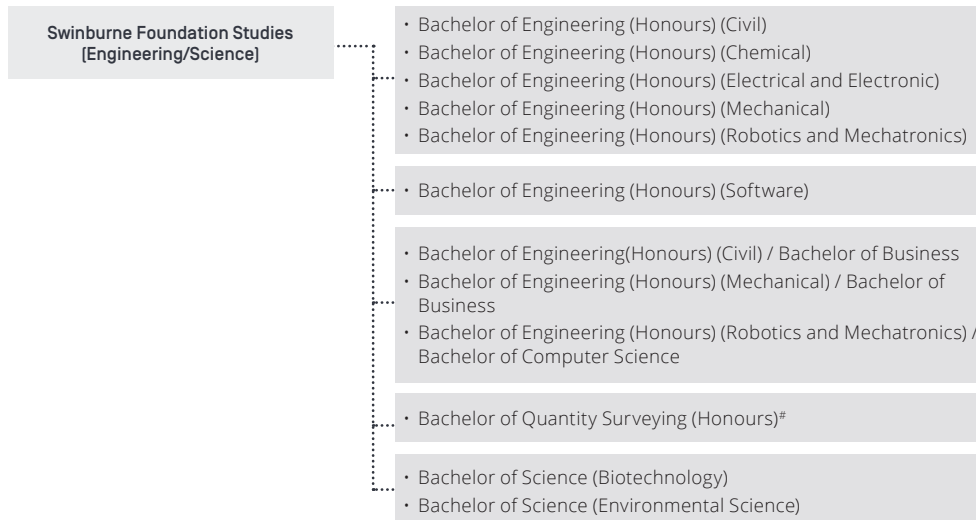 Swinburne Foundation Studies
(Engineering/Science)
• Bachelor of Engineering (Honours) (Civil)
• Bachelor of Engineering (Honours) (Chemical)
• Bachelor of Engineering (Honours) (Electrical and Electronic)
• Bachelor of Engineering (Honours) (Mechanical)
• Bachelor of Engineering (Honours) (Robotics and Mechatronics)
• Bachelor of Engineering (Honours) (Software)
• Bachelor of Engineering(Honours) (Civil) / Bachelor of Business
• Bachelor of Engineering (Honours) (Mechanical) / Bachelor of
Business
• Bachelor of Engineering (Honours) (Robotics and Mechatronics) /
Bachelor of Computer Science
• Bachelor of Quantity Surveying (Honours)#
• Bachelor of Science (Biotechnology)
• Bachelor of Science (Environmental Science)